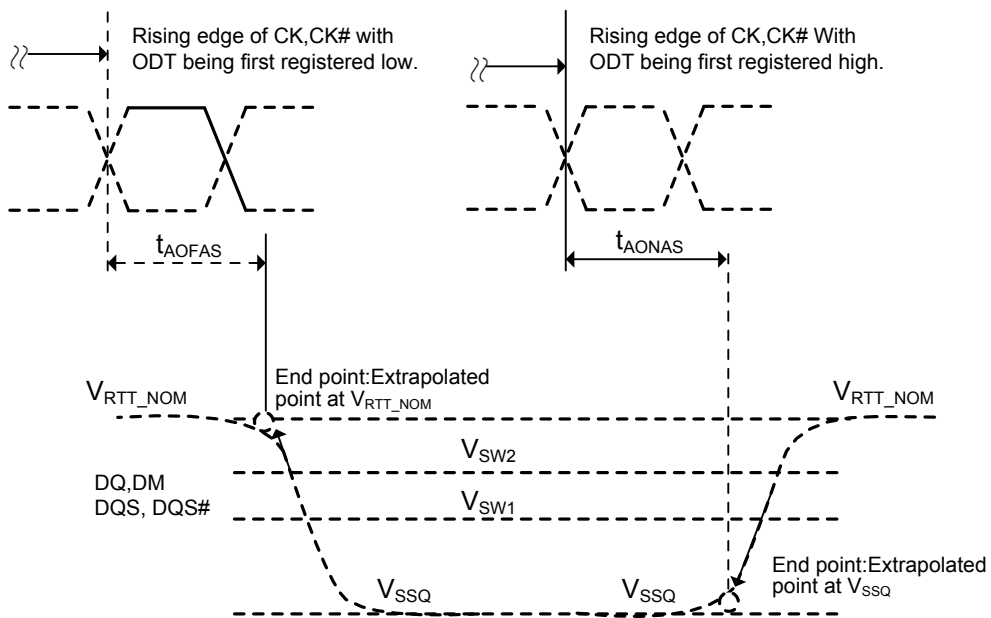 Rising edge of CK,CK# with
ODT being first registered low.
Rising edge of CK,CK# With
ODT being first registered high.
tAOFAS
tAONAS
End point:Extrapolated
point at VRTT_NOM
VRTT_NOM
VRTT_NOM
VSW2
DQ,DM
DQS, DQS#
VSW1
End point:Extrapolated
point at VSSQ
VSSQ
VSSQ